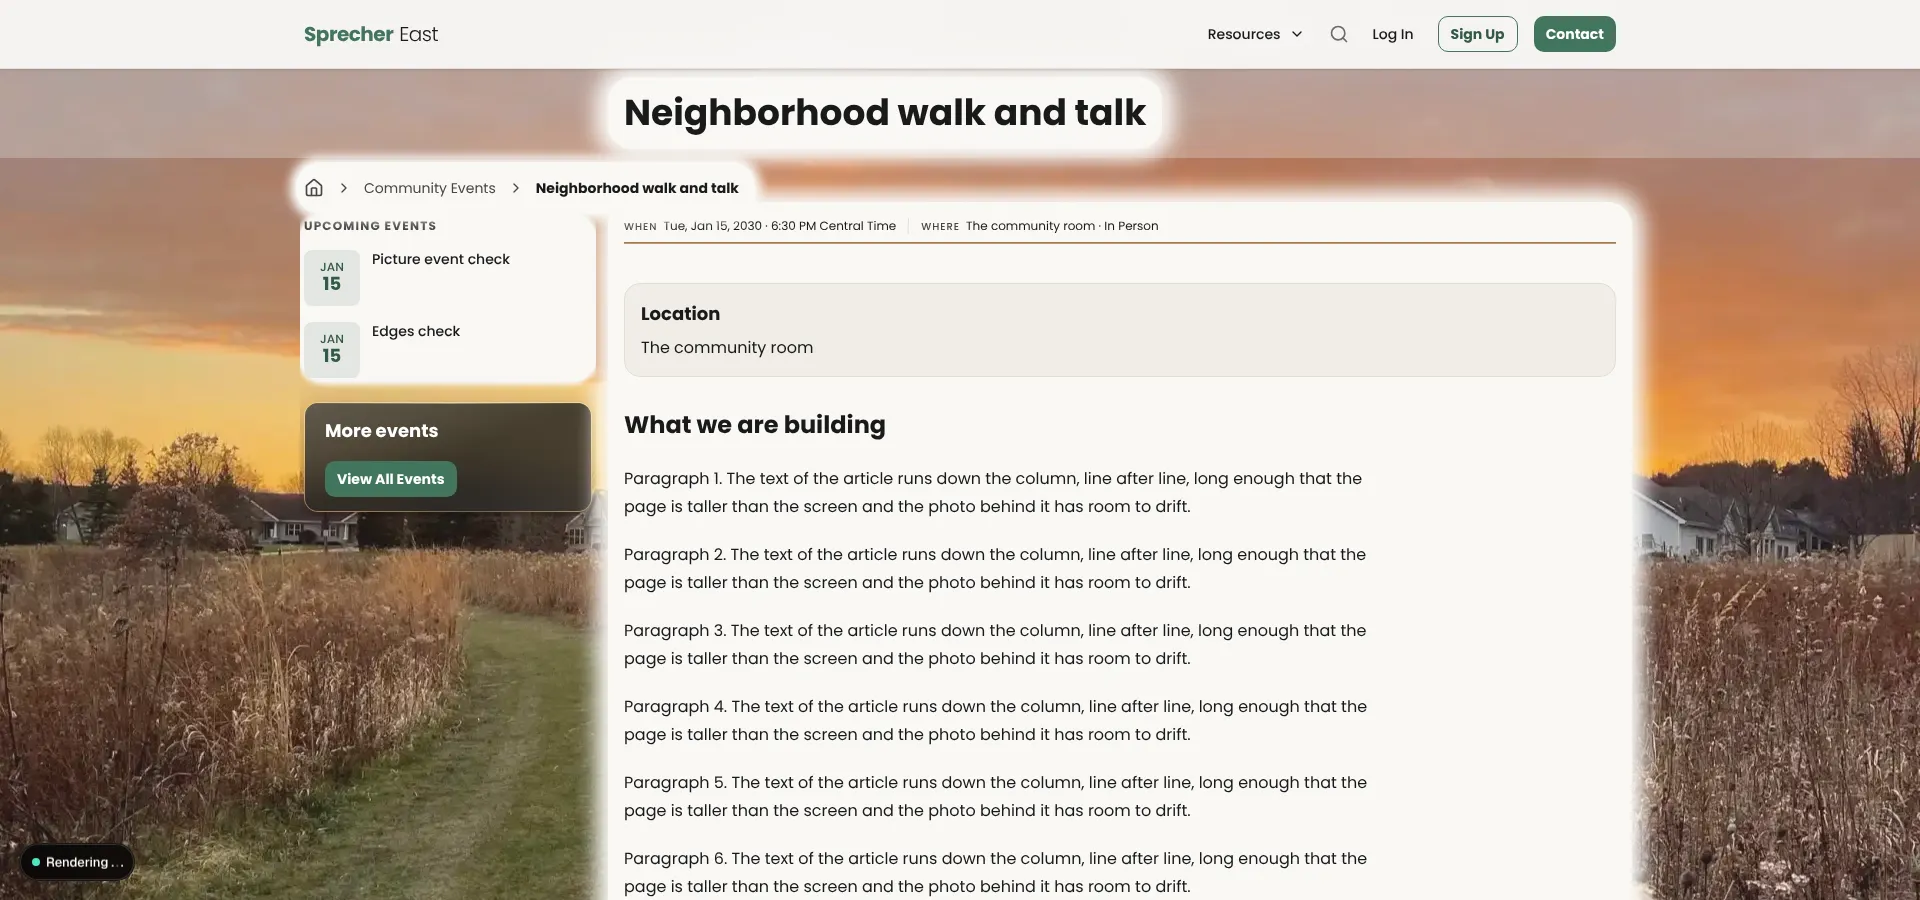 Sprecher East
Resources
Log In
Sign Up
Contact
Neighborhood walk and talk
Community Events
Neighborhood walk and talk
UPCOMING EVENTS
JAN
15
Picture event check
JAN
15
Edges check
More events
View All Events
WHEN Tue, Jan 15, 2030 · 6:30 PM Central Time
WHERE The community room · In Person
Location
The community room
What we are building
Paragraph 1. The text of the article runs down the column, line after line, long enough that the
page is taller than the screen and the photo behind it has room to drift.
Paragraph 2. The text of the article runs down the column, line after line, long enough that the
page is taller than the screen and the photo behind it has room to drift.
Paragraph 3. The text of the article runs down the column, line after line, long enough that the
page is taller than the screen and the photo behind it has room to drift.
Paragraph 4. The text of the article runs down the column, line after line, long enough that the
page is taller than the screen and the photo behind it has room to drift.
Paragraph 5. The text of the article runs down the column, line after line, long enough that the
page is taller than the screen and the photo behind it has room to drift.
Paragraph 6. The text of the article runs down the column, line after line, long enough that the
page is taller than the screen and the photo behind it has room to drift.
Rendering ...